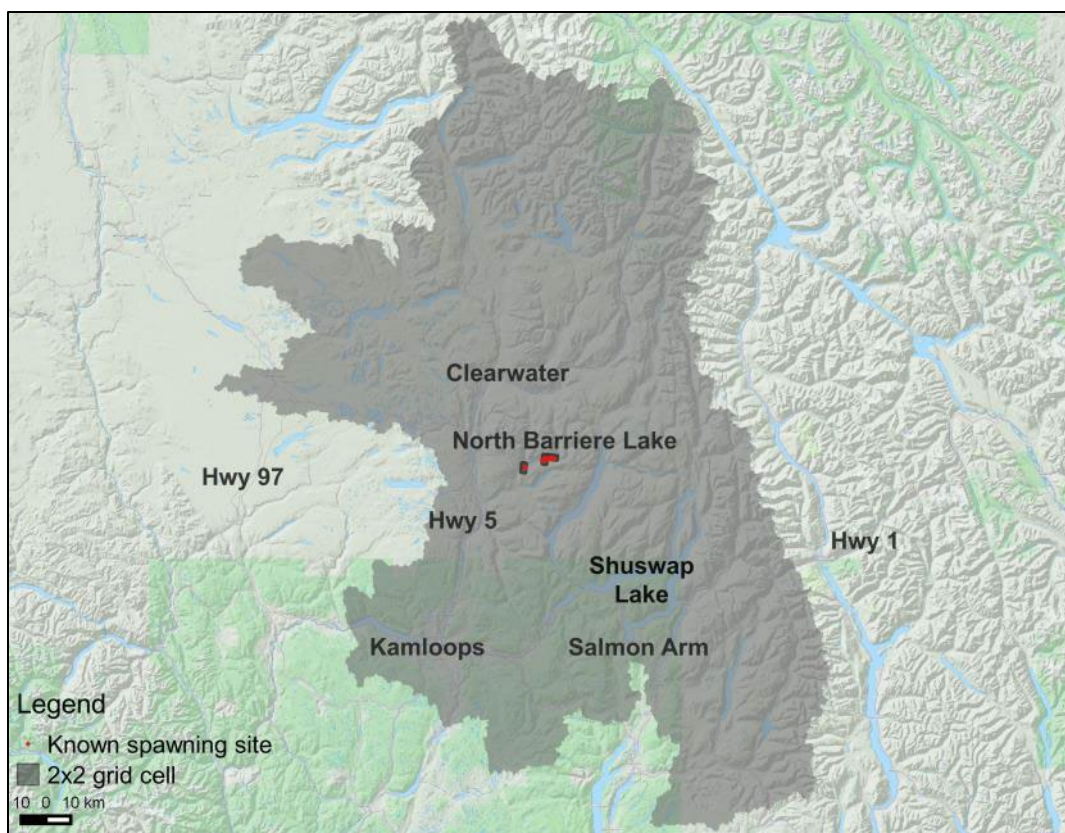 Clearwater
North Barriere Lake
Hwy 97
Hwy 5
Hwy 1
Shuswap
Lake
Kamloops
Salmon Arm
Legend
Known spawning site
2x2 grid cell
10 0 10 km